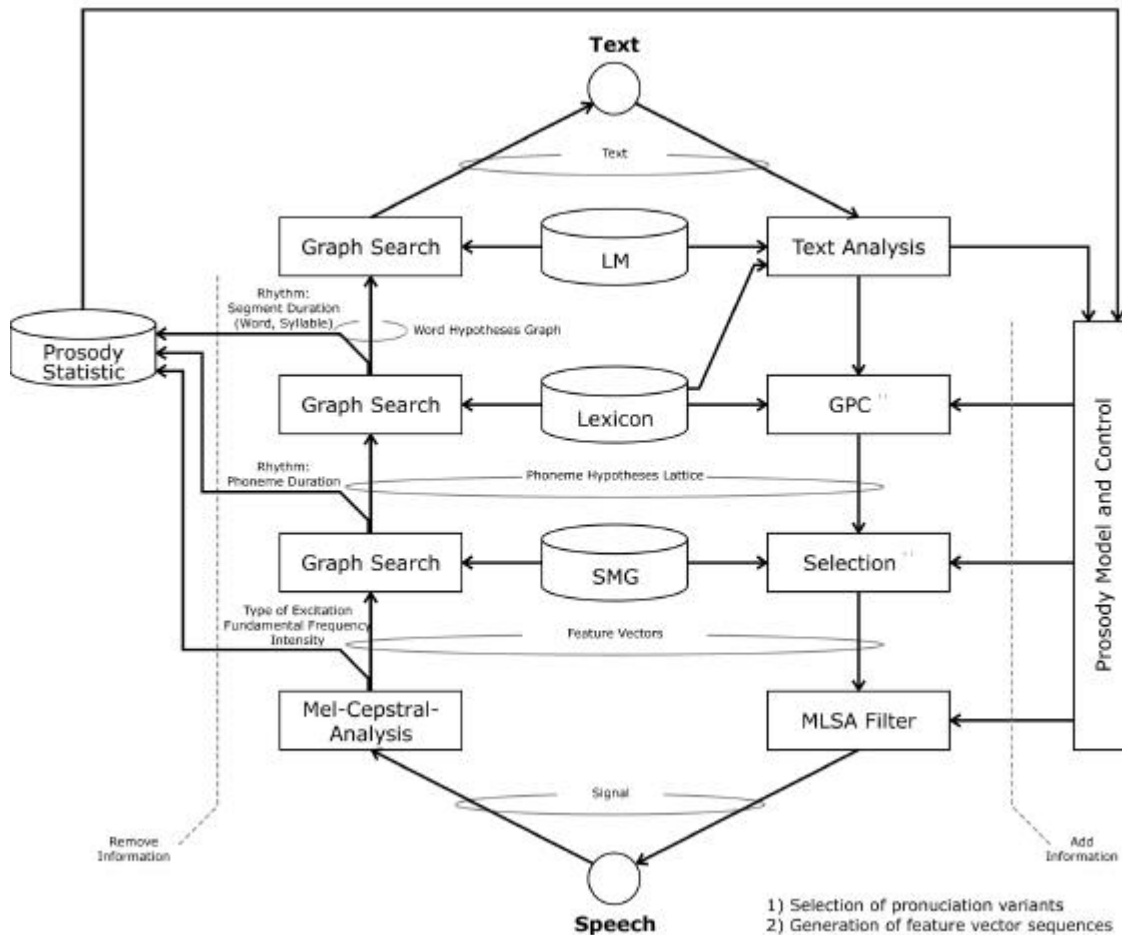 Text
Text
Graph Search
LM
Text Analysis
Rhythm:
Segment Duration
(Word, Syllable)
Word Hypotheses Graph
Prosody
Statistic
Graph Search
Lexicon
GPC
Prosody Model and Control
Rhythm:
Phoneme Duration
Phoneme Hypotheses Lattice
Graph Search
SMG
Selection
Type of Excitation
Fundamental Frequency
Intensity
Feature Vectors
Mel-Cepstral-
Analysis
MLSA Filter
Signal
Remove
Information
Add
Information
Speech
1) Selection of pronuciation variants
2) Generation of feature vector sequences